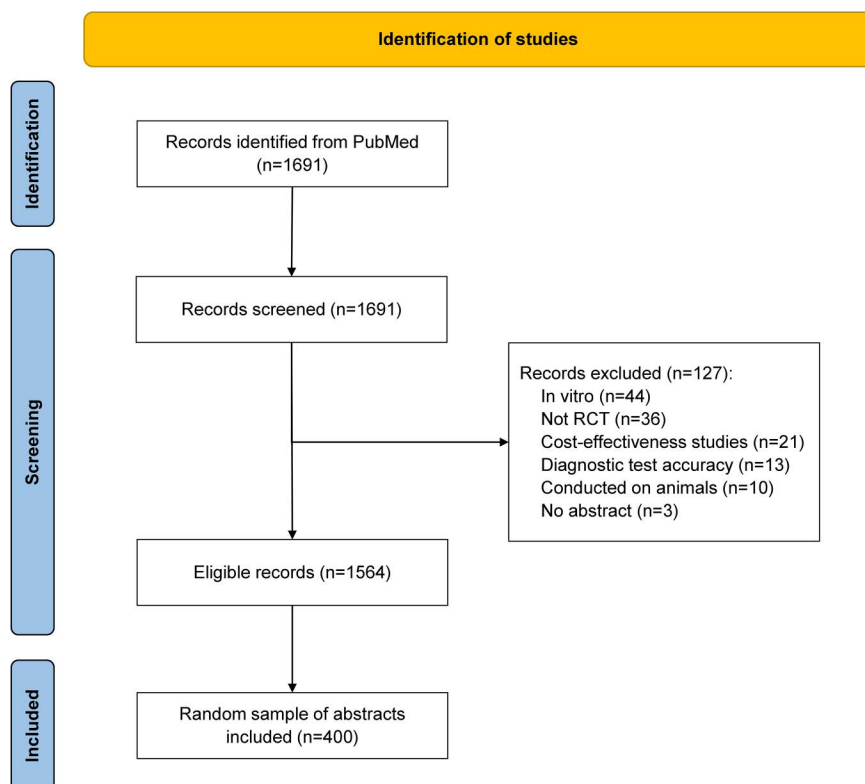 Identification of studies
Identification
Records identified from PubMed
(n=1691)
Screening
Records screened (n=1691)
Records excluded (n=127):
In vitro (n=44)
Not RCT (n=36)
Cost-effectiveness studies (n=21)
Diagnostic test accuracy (n=13)
Conducted on animals (n=10)
No abstract (n=3)
Eligible records (n=1564)
Included
Random sample of abstracts
included (n=400)